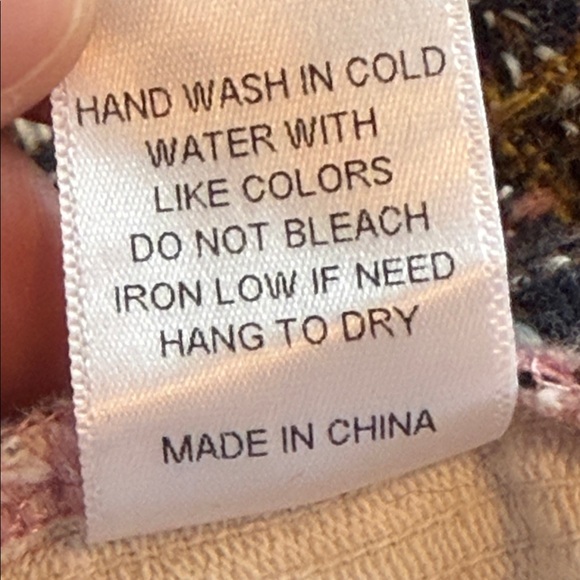 HAND WASH IN COLD
WATER WITH
LIKE COLORS
DO NOT BLEACH
IRON LOW IF NEED
HANG TO DRY
MADE IN CHINA